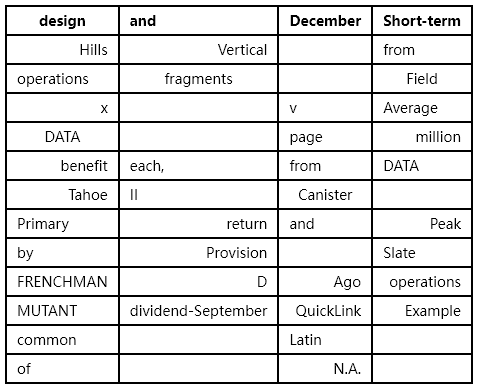 design and December Short-term
Hills Vertical from
operations fragments Field
x v Average
DATA page million
benefit each, from DATA
Tahoe II Canister
Primary return and Peak
by Provision Slate
FRENCHMAN D Ago operations
MUTANT dividend-September QuickLink Example
common Latin
of N.A.